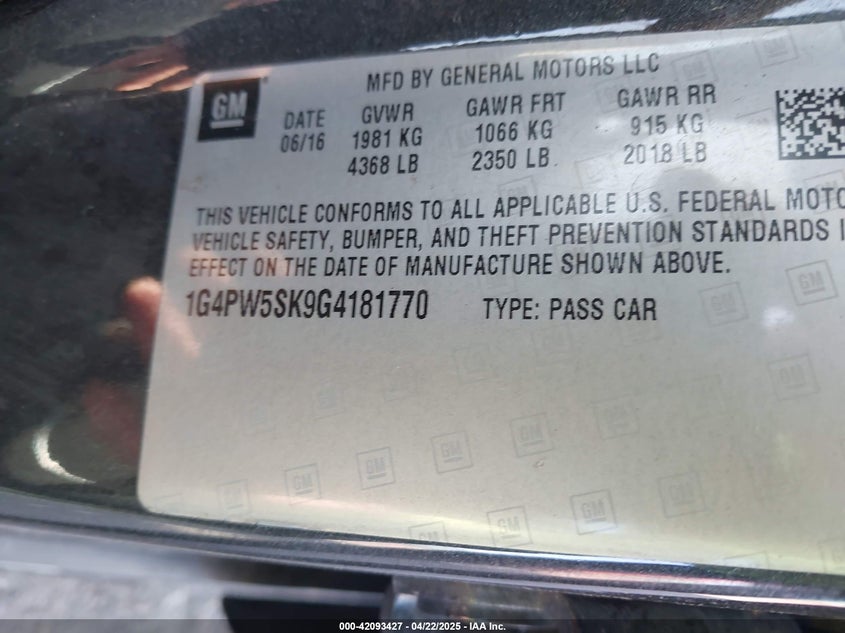 GM
MFD BY GENERAL MOTORS LLC
DATE GVWR GAWR FRT GAWR RR
06/16 1981 KG 1066 KG 915 KG
4368 LB 2350 LB 2018 LB
THIS VEHICLE CONFORMS TO ALL APPLICABLE U.S. FEDERAL MOTO
VEHICLE SAFETY, BUMPER, AND THEFT PREVENTION STANDARDS I
EFFECT ON THE DATE OF MANUFACTURE SHOWN ABOVE.
1G4PW5SK9G4181770 TYPE: PASS CAR
000-42093427 - 04/22/2025 - IAA Inc.